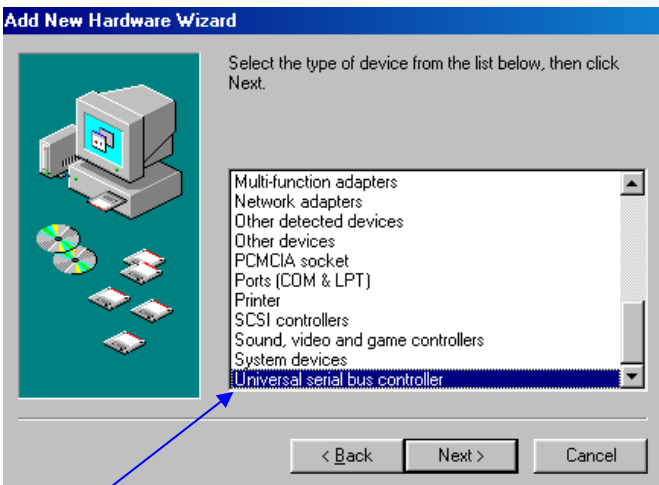 Add New Hardware Wizard
Select the type of device from the list below, then click
Next.
Multi-function adapters
Network adapters
Other detected devices
Other devices
PCMCIA socket
Ports (COM & LPT)
Printer
SCSI controllers
Sound, video and game controllers
System devices
Universal serial bus controller
< Back
Next >
Cancel